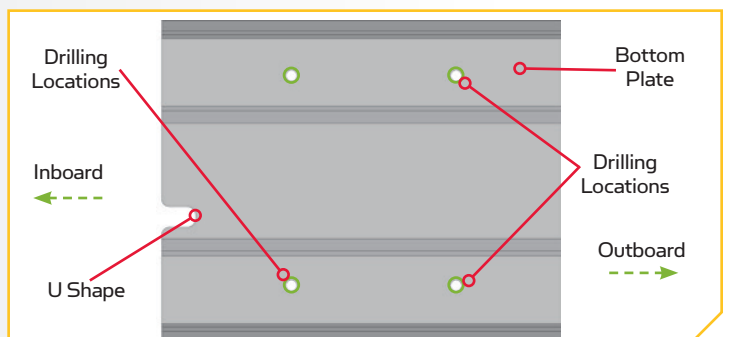 Drilling
Locations
Bottom
Plate
Inboard
Drilling
Locations
Outboard
U Shape